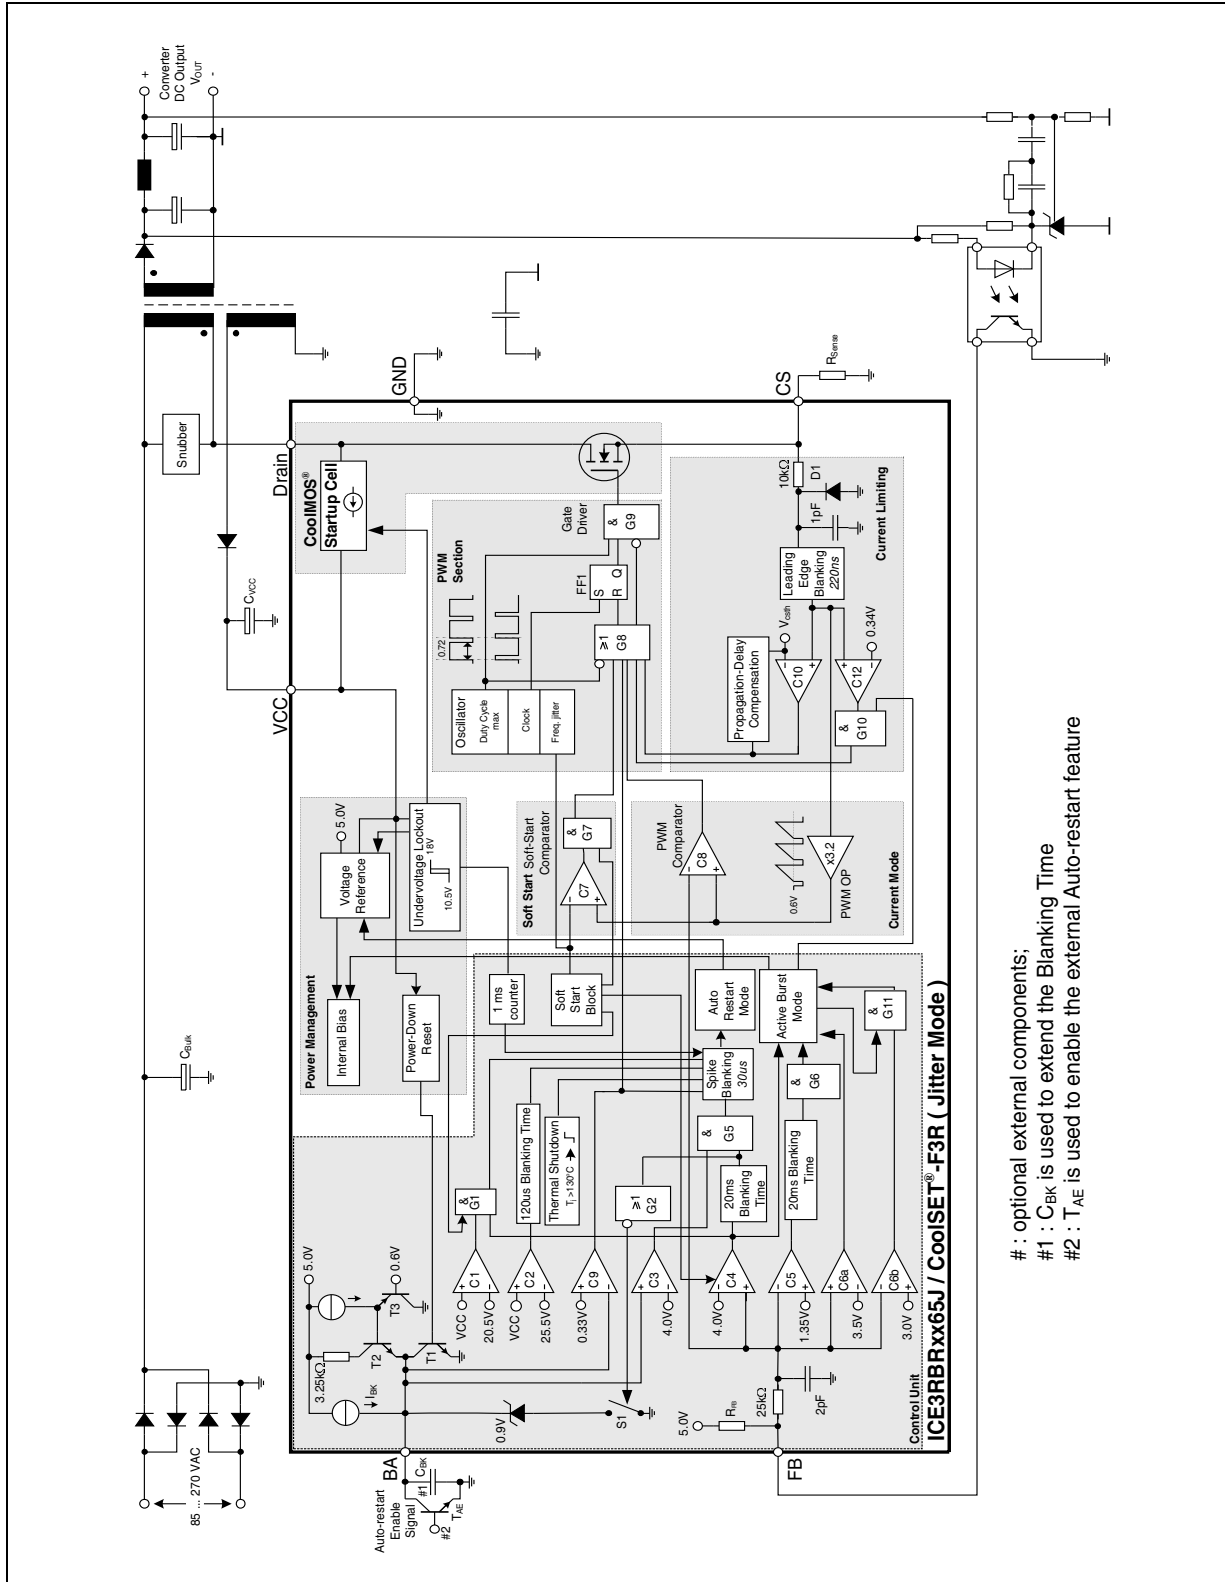 +
Converter
DC Output
VOUT
-
Snubber
Drain
CVCC
VCC
CBulk
85 ... 270 VAC
GND
CS
RSense
CoolMOS®
Startup Cell
PWM
Section
0.72
Gate
Driver
&
G9
FF1
S
R Q
≥1
G8
Oscillator
Duty Cycle
max
Clock
Freq. jitter
10kΩ
D1
1pF
Leading
Edge
Blanking
220ns
Current Limiting
Propagation-Delay
Compensation
Vcsth
C10
C12
0.34V
&
G10
Power Management
Internal Bias
Voltage
Reference
5.0V
Undervoltage Lockout
18V
10.5V
Power-Down
Reset
Soft Start
Soft-Start
Comparator
C7
&
G7
Soft
Start
Block
PWM
Comparator
C8
0.6V
x3.2
PWM OP
Current Mode
1 ms
counter
Auto
Restart
Mode
Active Burst
Mode
&
G11
Spike
Blanking
30us
&
G5
&
G6
120us Blanking Time
Thermal Shutdown
Tj >130°C
&
G1
≥1
G2
20ms
Blanking
Time
20ms Blanking
Time
5.0V
3.25kΩ
IBK
T2
T3
0.6V
T1
0.9V
S1
VCC
20.5V
C1
VCC
25.5V
C2
0.33V
C9
4.0V
C3
4.0V
C4
1.35V
C5
3.5V
C6a
3.0V
C6b
5.0V
RFB
25kΩ
2pF
Control Unit
ICE3RBRxx65J / CoolSET®-F3R ( Jitter Mode )
BA
FB
#1 CBK
Auto-restart
Enable
Signal
#2
TAE
# : optional external components;
#1 : CBK is used to extend the Blanking Time
#2 : TAE is used to enable the external Auto-restart feature